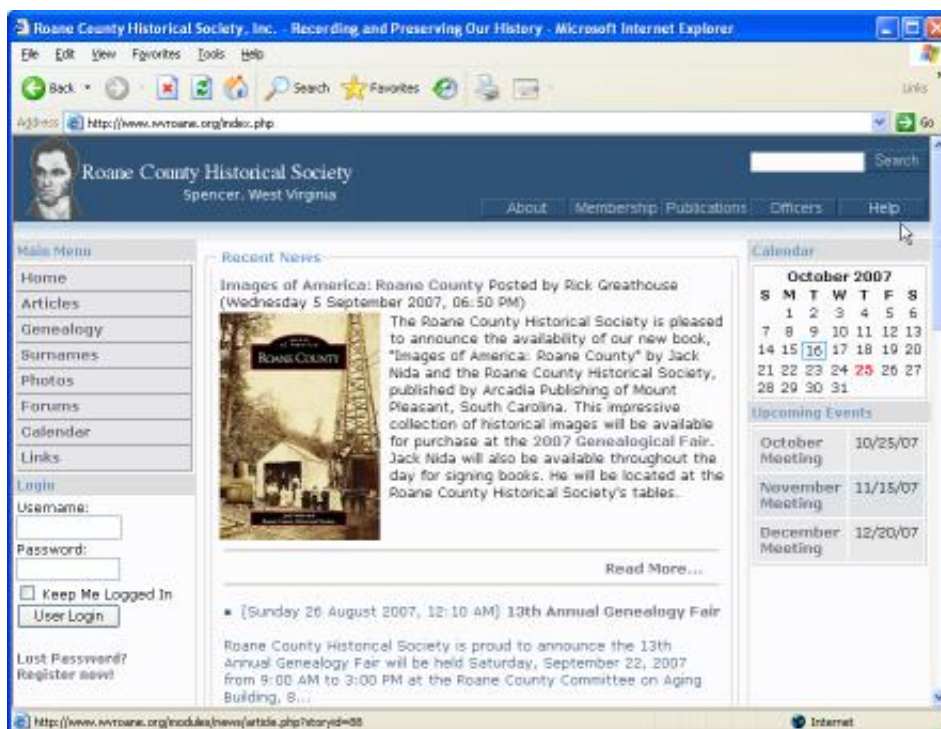 Roane County Historical Society, Inc. - Recording and Preserving Our History - Microsoft Internet Explorer
File Edit View Favorites Tools Help
Back Search Favorites Links
Address http://www.wvroane.org/index.php Go
Roane County Historical Society
Spencer, West Virginia
Search
About Membership Publications Officers Help
Main Menu
Home
Articles
Genealogy
Surnames
Photos
Forums
Calendar
Links
Login
Username:
Password:
Keep Me Logged In
User Login
Lost Password?
Register now!
Recent News
Images of America: Roane County Posted by Rick Greathouse
(Wednesday 5 September 2007, 06:50 PM)
ROANE COUNTY
The Roane County Historical Society is pleased
to announce the availability of our new book,
"Images of America: Roane County" by Jack
Nida and the Roane County Historical Society,
published by Arcadia Publishing of Mount
Pleasant, South Carolina. This impressive
collection of historical images will be available
for purchase at the 2007 Genealogical Fair.
Jack Nida will also be available throughout the
day for signing books. He will be located at the
Roane County Historical Society's tables.
Read More...
[Sunday 26 August 2007, 12:10 AM] 13th Annual Genealogy Fair
Roane County Historical Society is proud to announce the 13th
Annual Genealogy Fair will be held Saturday, September 22, 2007
from 9:00 AM to 3:00 PM at the Roane County Committee on Aging
Building, 8...
Calendar
October 2007
S M T W T F S
1 2 3 4 5 6
7 8 9 10 11 12 13
14 15 16 17 18 19 20
21 22 23 24 25 26 27
28 29 30 31
Upcoming Events
October Meeting 10/25/07
November Meeting 11/15/07
December Meeting 12/20/07
http://www.wvroane.org/modules/news/article.php?storyid=88 Internet